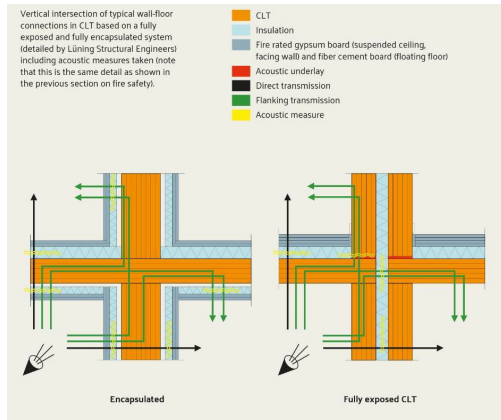 Vertical intersection of typical wall-floor
connections in CLT based on a fully
exposed and fully encapsulated system
(detailed by Lüning Structural Engineers)
including acoustic measures taken (note
that this is the same detail as shown in
the previous section on fire safety).
CLT
Insulation
Fire rated gypsum board (suspended ceiling,
facing wall) and fiber cement board (floating floor)
Acoustic underlay
Direct transmission
Flanking transmission
Acoustic measure
Encapsulated
Fully exposed CLT